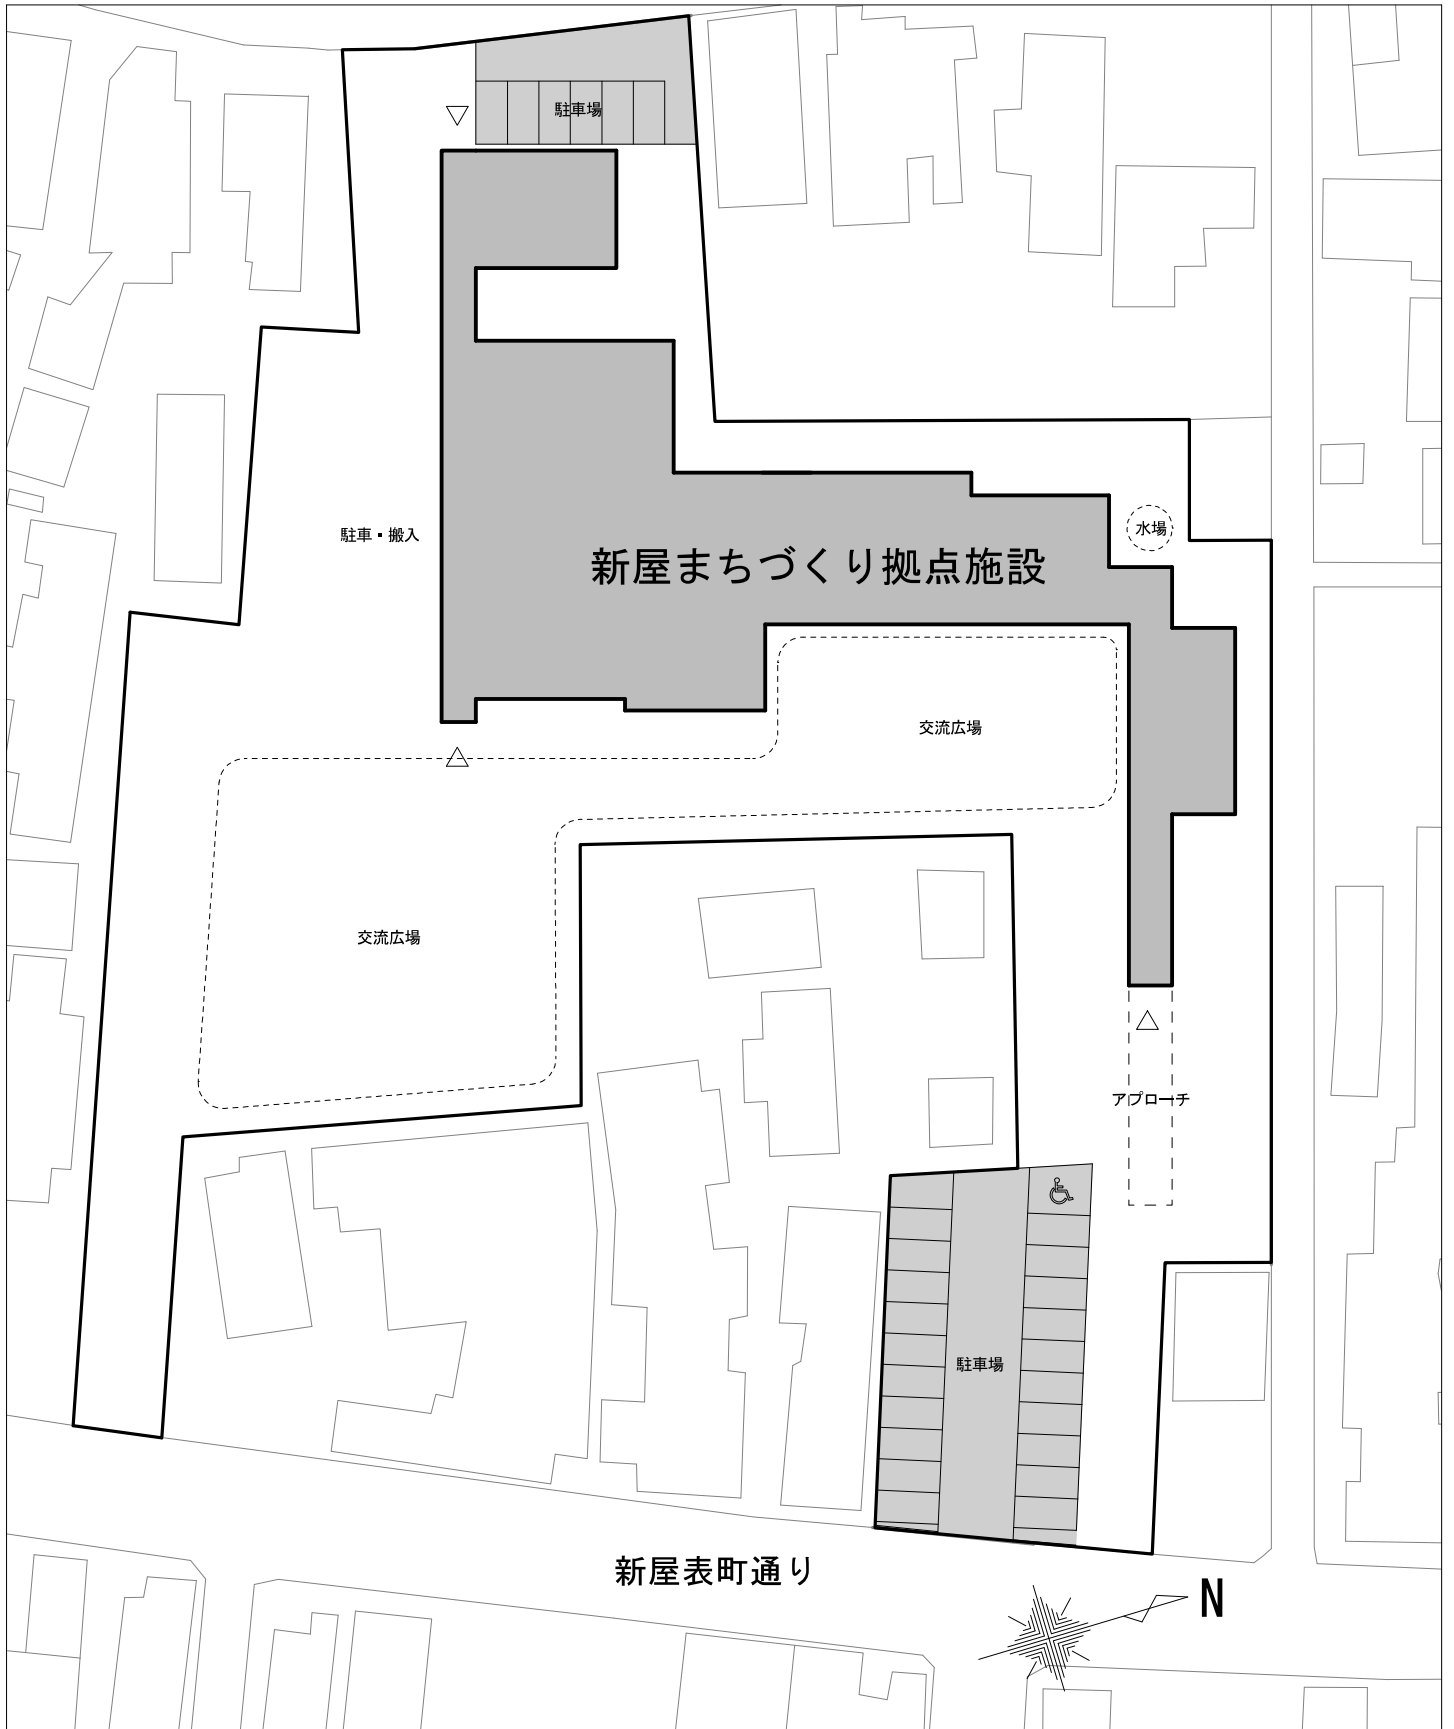 駐車場
水場
駐車・搬入
新屋まちづくり拠点施設
交流広場
交流広場
アプローチ
駐車場
新屋表町通り
N